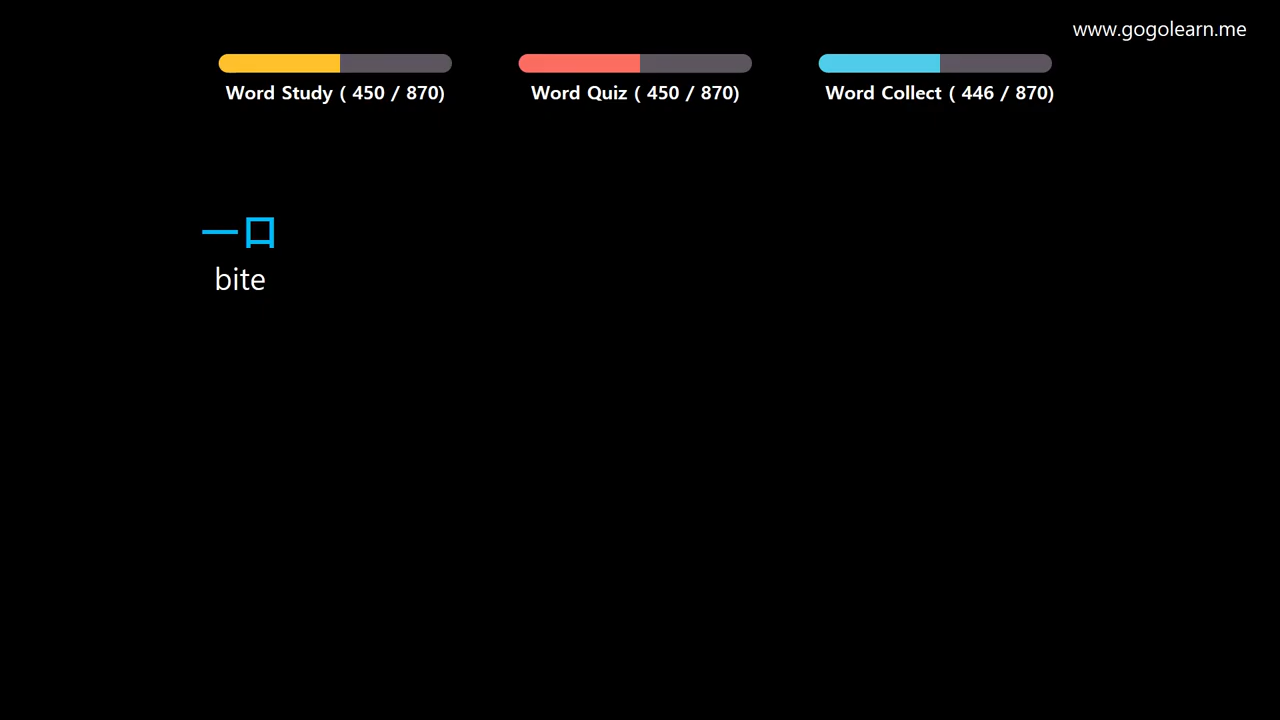 www.gogolearn.me
Word Study ( 450 / 870)
Word Quiz ( 450 / 870)
Word Collect ( 446 / 870)
一口
bite